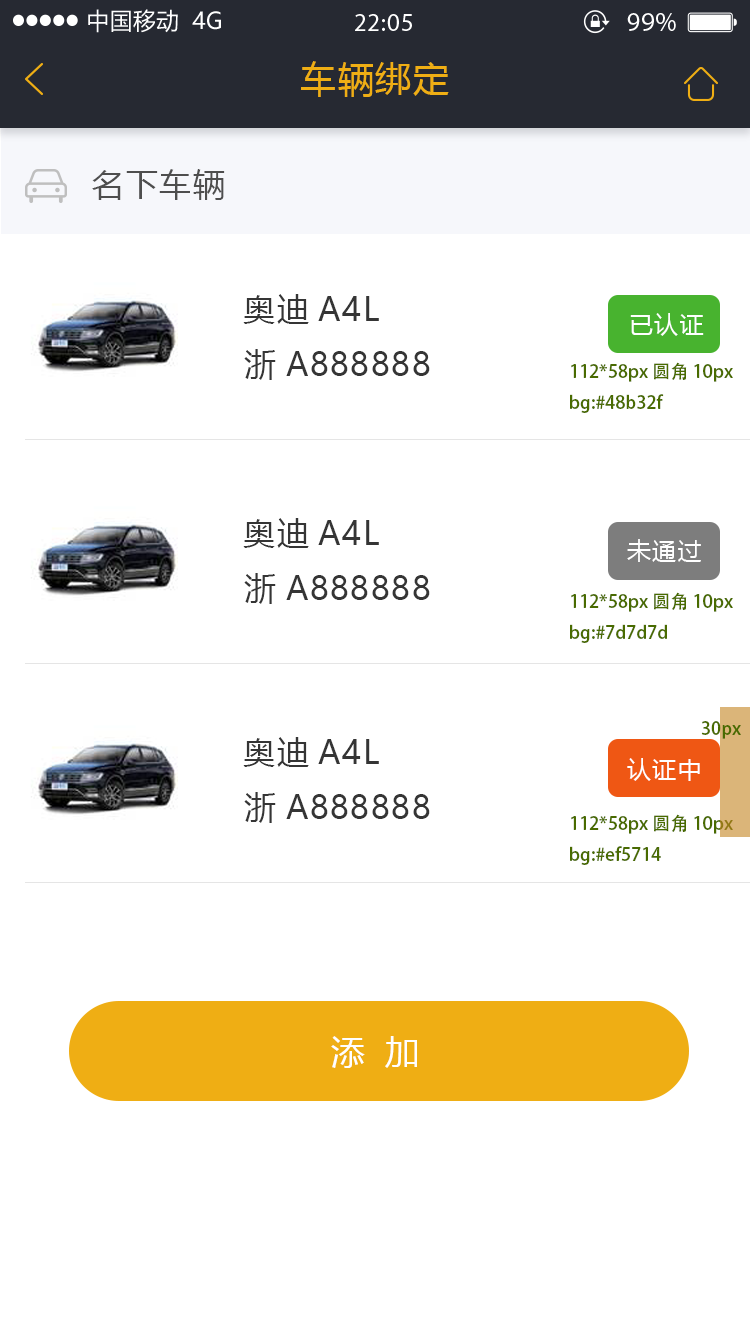 中国移动 4G 22:05 99%
车辆绑定
名下车辆
奥迪 A4L
已认证
浙 A888888
112*58px 圆角 10px
bg:#48b32f
奥迪 A4L
未通过
浙 A888888
112*58px 圆角 10px
bg:#7d7d7d
30px
奥迪 A4L
认证中
浙 A888888
112*58px 圆角 10px
bg:#ef5714
添 加